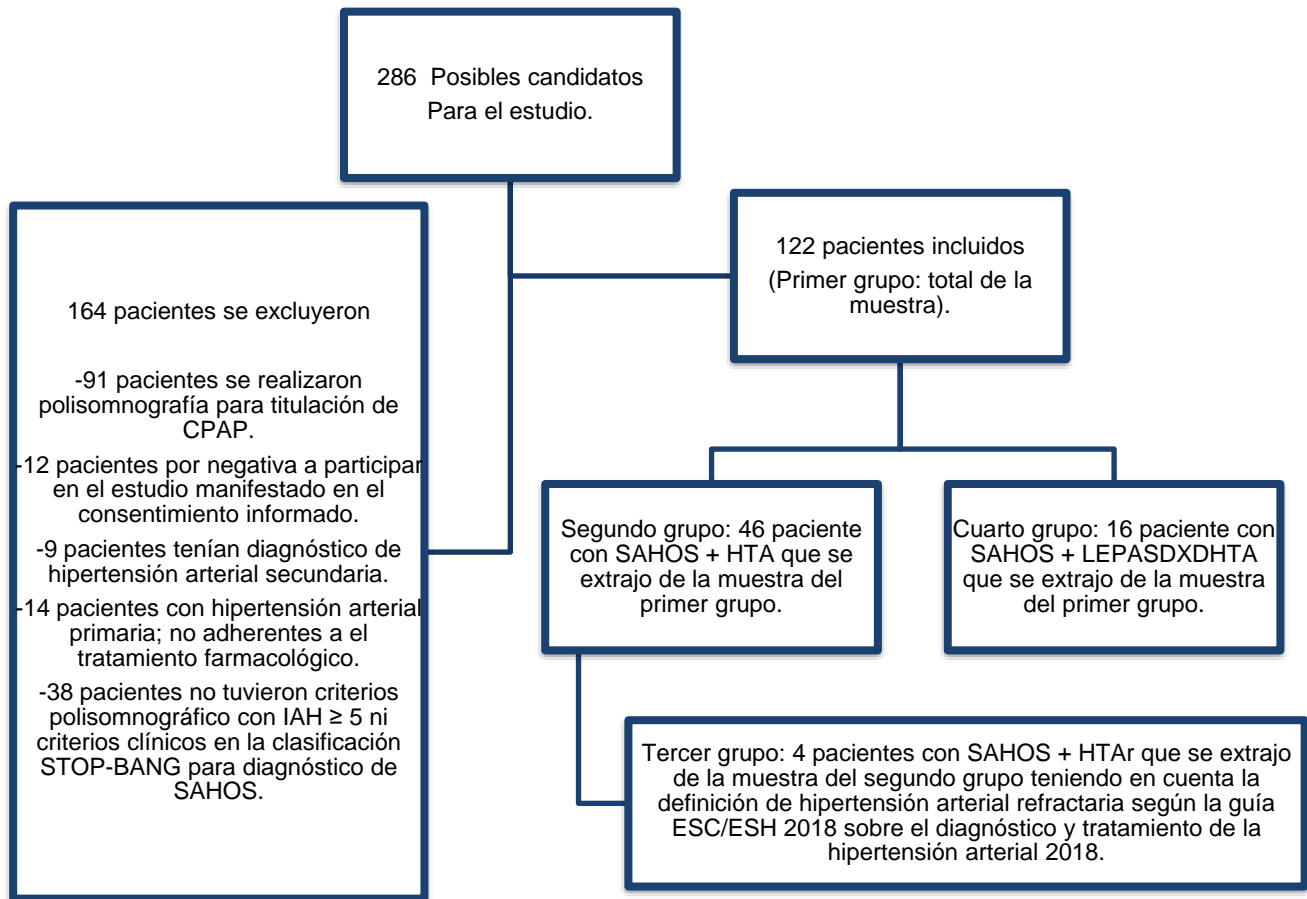 286 Posibles candidatos
Para el estudio.
122 pacientes incluidos
(Primer grupo: total de la
muestra).
164 pacientes se excluyeron
-91 pacientes se realizaron
polisomnografía para titulación de
CPAP.
-12 pacientes por negativa a participar
en el estudio manifestado en el
consentimiento informado.
-9 pacientes tenían diagnóstico de
hipertensión arterial secundaria.
-14 pacientes con hipertensión arterial
primaria; no adherentes a el
tratamiento farmacológico.
-38 pacientes no tuvieron criterios
polisomnográfico con IAH ≥ 5 ni
criterios clínicos en la clasificación
STOP-BANG para diagnóstico de
SAHOS.
Segundo grupo: 46 paciente
con SAHOS + HTA que se
extrajo de la muestra del
primer grupo.
Cuarto grupo: 16 paciente con
SAHOS + LEPASDXDHTA
que se extrajo de la muestra
del primer grupo.
Tercer grupo: 4 pacientes con SAHOS + HTAr que se extrajo
de la muestra del segundo grupo teniendo en cuenta la
definición de hipertensión arterial refractaria según la guía
ESC/ESH 2018 sobre el diagnóstico y tratamiento de la
hipertensión arterial 2018.